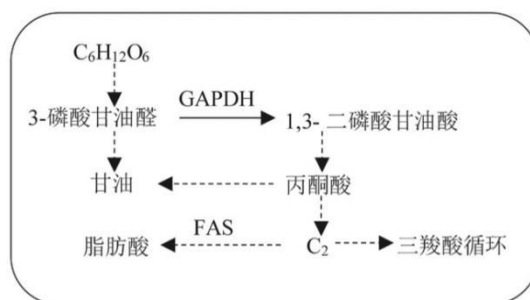 C₆H₁₂O₆
GAPDH
3-磷酸甘油醛
1,3- 二磷酸甘油酸
甘油
丙酮酸
FAS
脂肪酸
C₂
三羧酸循环